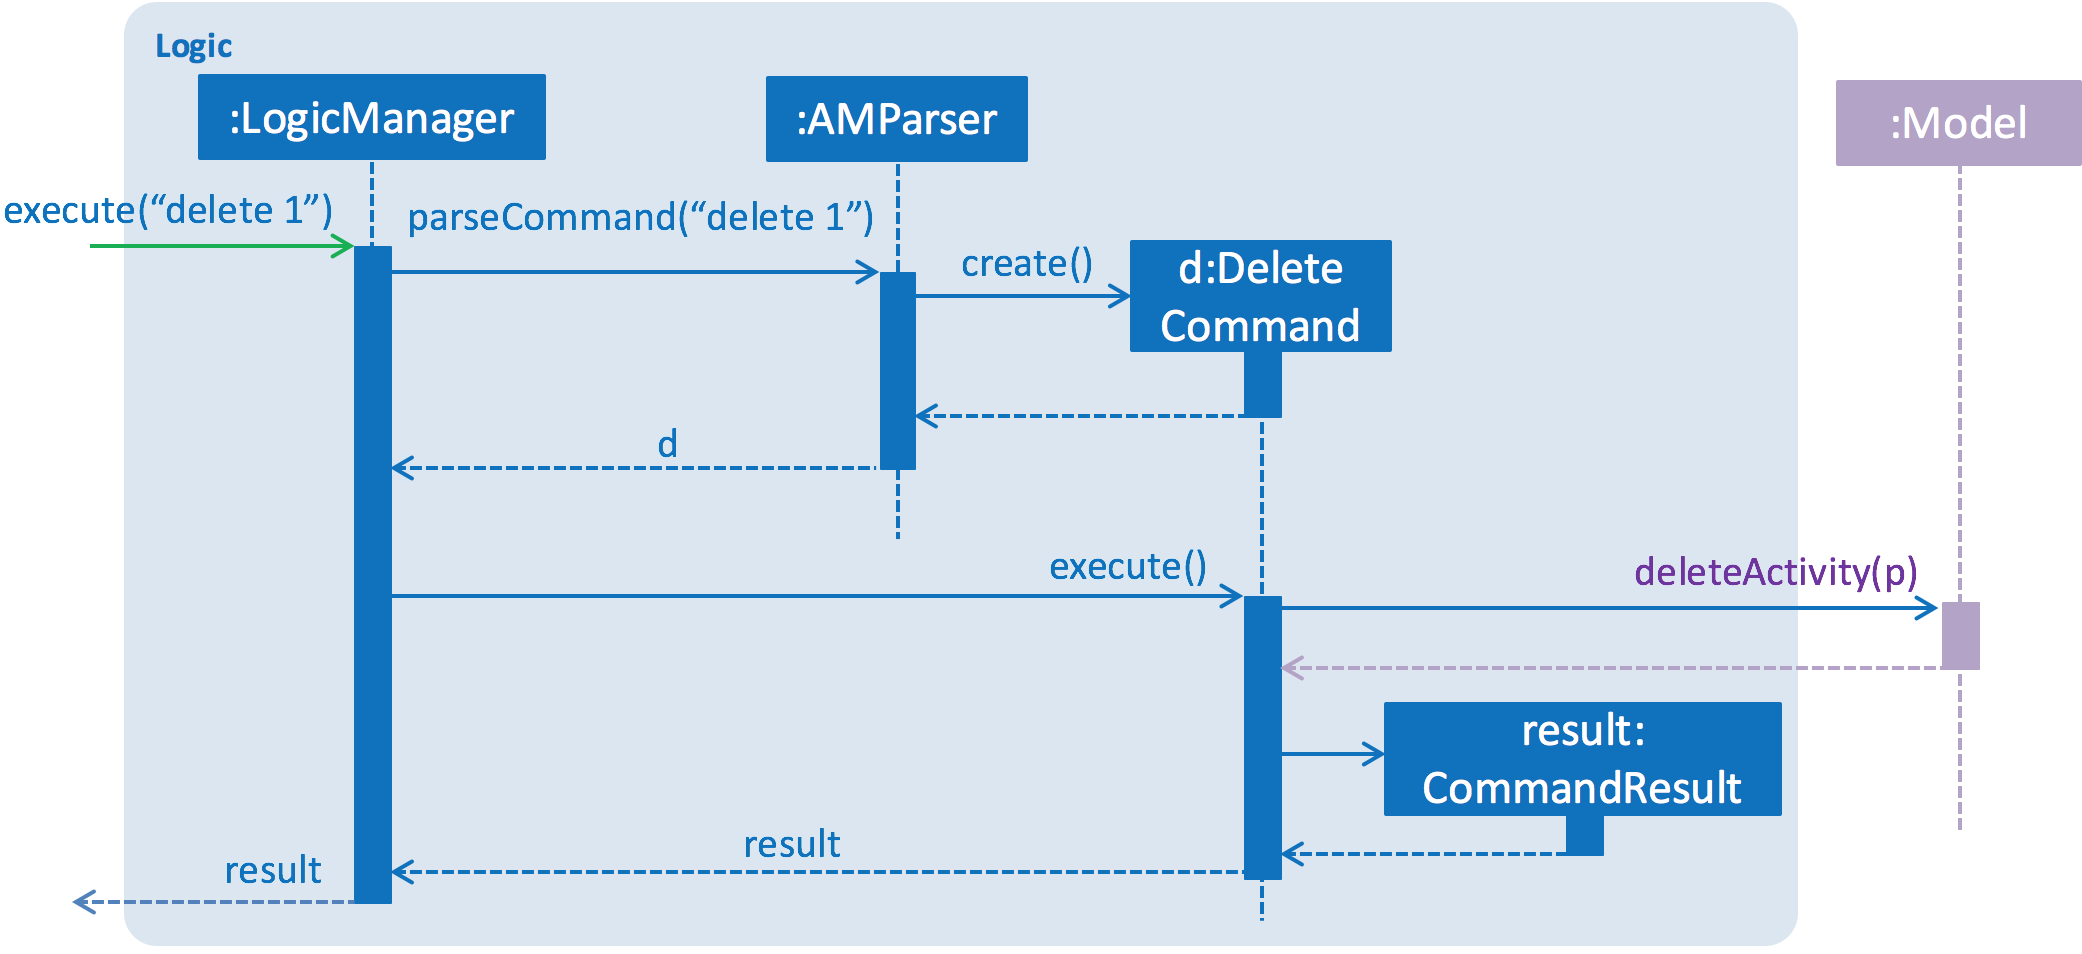 Logic
:LogicManager
:AMParser
:Model
execute(“delete 1”)
parseCommand(“delete 1”)
create()
d:Delete
Command
d
execute()
deleteActivity(p)
result:
CommandResult
result
result